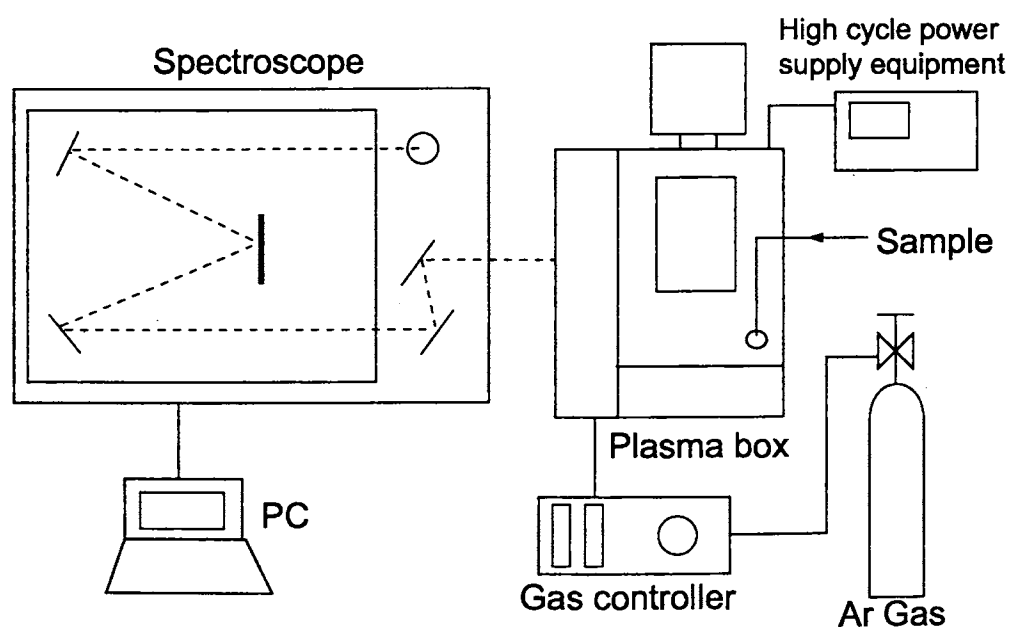 Spectroscope
High cycle power
supply equipment
Sample
Plasma box
PC
Gas controller
Ar Gas